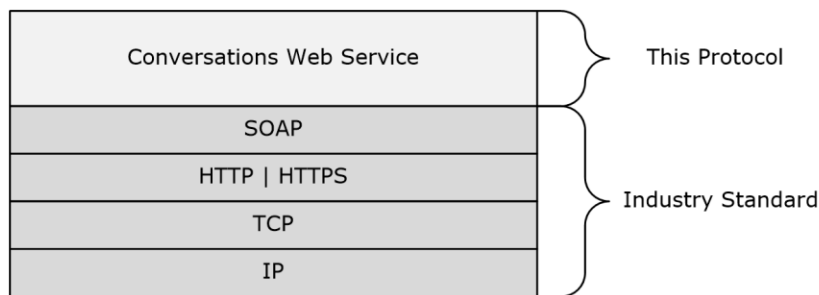 Conversations Web Service
This Protocol
SOAP
HTTP | HTTPS
TCP
IP
Industry Standard